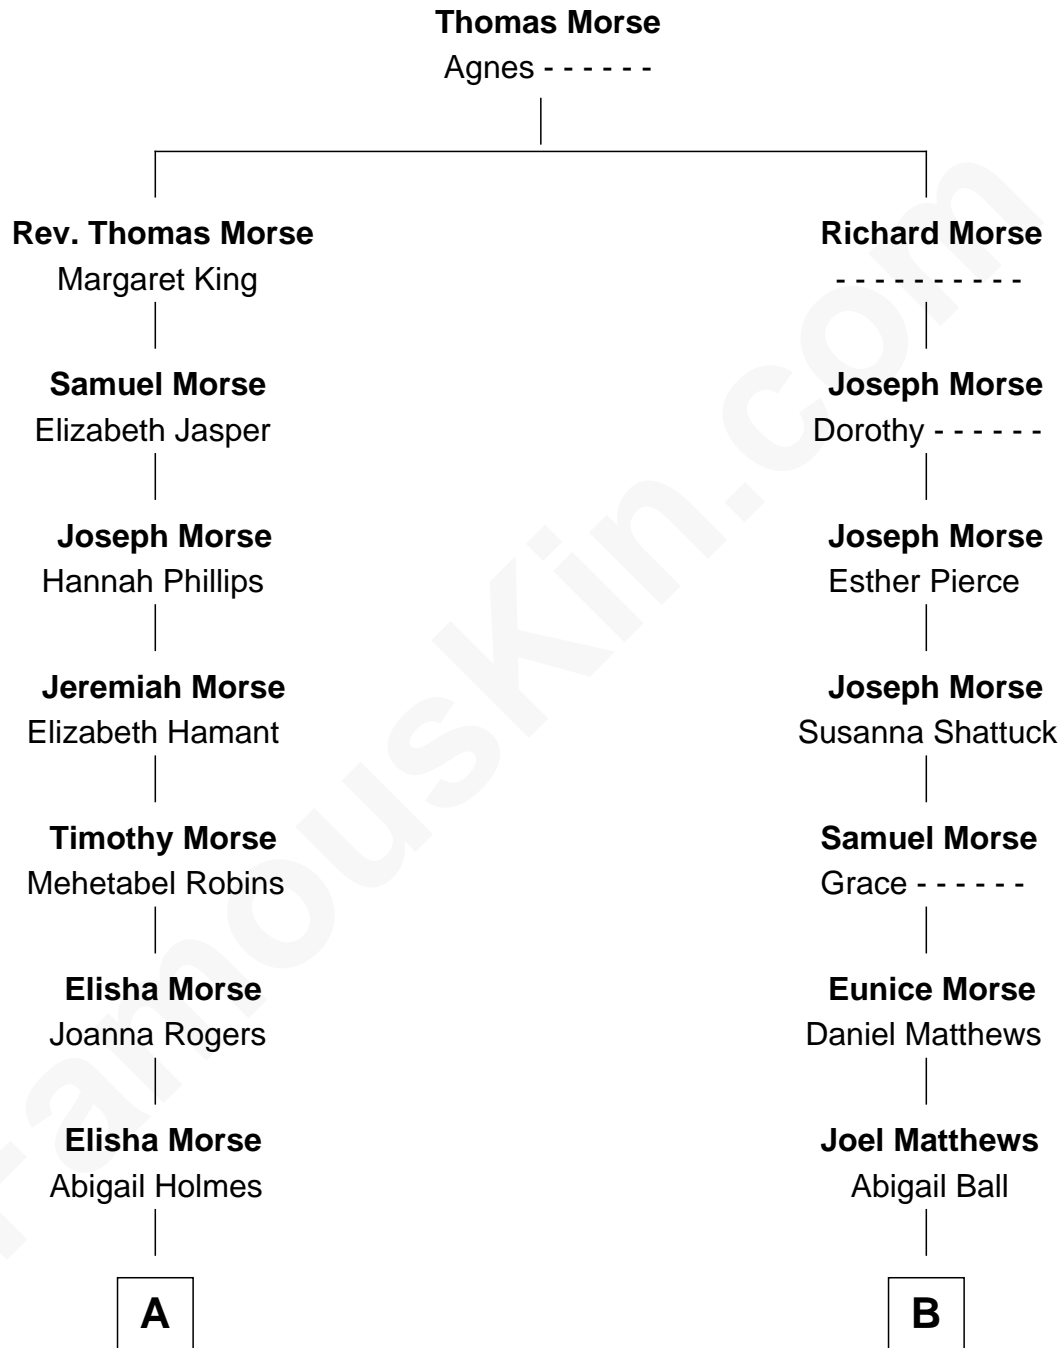 Thomas Morse
Agnes - - - - - -
Rev. Thomas Morse
Margaret King
Richard Morse
- - - - - - - - - -
Samuel Morse
Elizabeth Jasper
Joseph Morse
Dorothy - - - - - -
Joseph Morse
Hannah Phillips
Joseph Morse
Esther Pierce
Jeremiah Morse
Elizabeth Hamant
Joseph Morse
Susanna Shattuck
Timothy Morse
Mehetabel Robins
Samuel Morse
Grace - - - - - -
Elisha Morse
Joanna Rogers
Eunice Morse
Daniel Matthews
Elisha Morse
Abigail Holmes
Joel Matthews
Abigail Ball
A
B
FamousKin.com